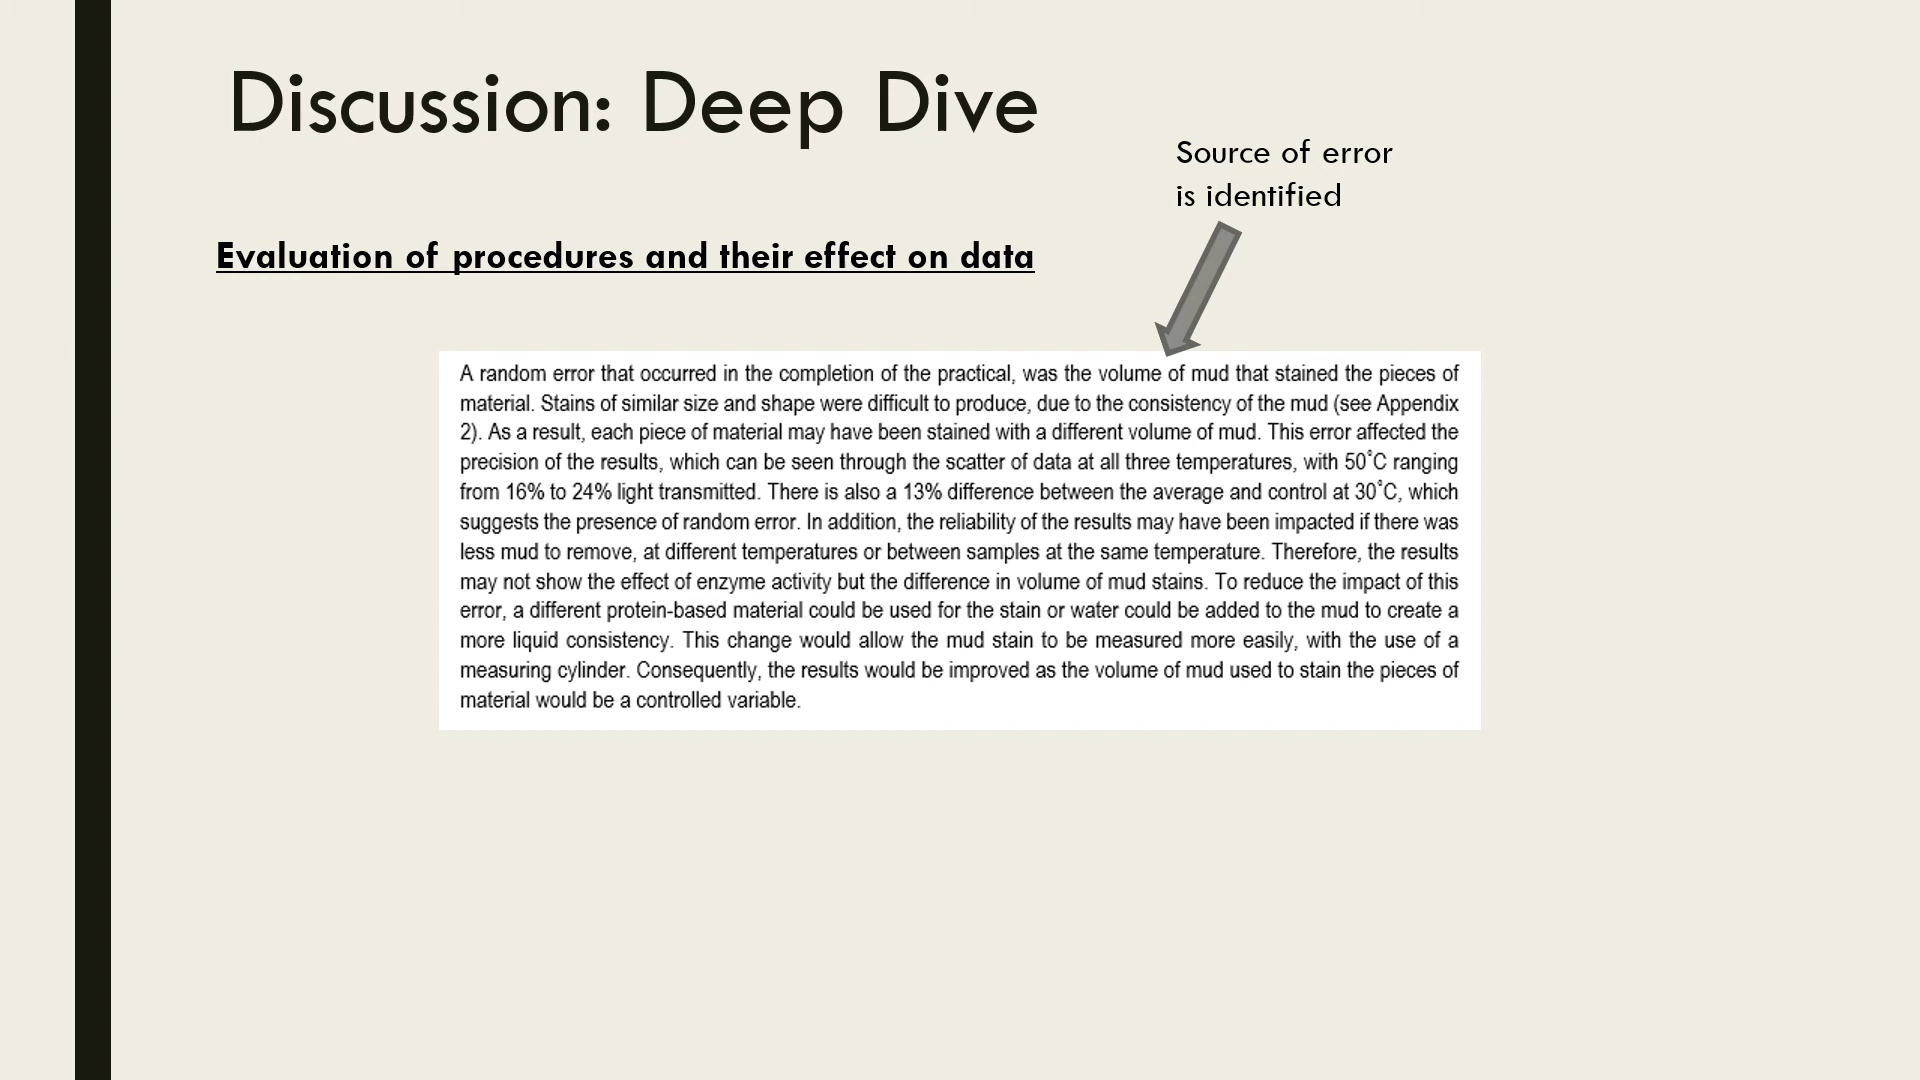 Discussion: Deep Dive
Source of error
is identified
Evaluation of procedures and their effect on data
A random error that occurred in the completion of the practical, was the volume of mud that stained the pieces of
material. Stains of similar size and shape were difficult to produce, due to the consistency of the mud (see Appendix
2). As a result, each piece of material may have been stained with a different volume of mud. This error affected the
precision of the results, which can be seen through the scatter of data at all three temperatures, with 50˚C ranging
from 16% to 24% light transmitted. There is also a 13% difference between the average and control at 30˚C, which
suggests the presence of random error. In addition, the reliability of the results may have been impacted if there was
less mud to remove, at different temperatures or between samples at the same temperature. Therefore, the results
may not show the effect of enzyme activity but the difference in volume of mud stains. To reduce the impact of this
error, a different protein-based material could be used for the stain or water could be added to the mud to create a
more liquid consistency. This change would allow the mud stain to be measured more easily, with the use of a
measuring cylinder. Consequently, the results would be improved as the volume of mud used to stain the pieces of
material would be a controlled variable.